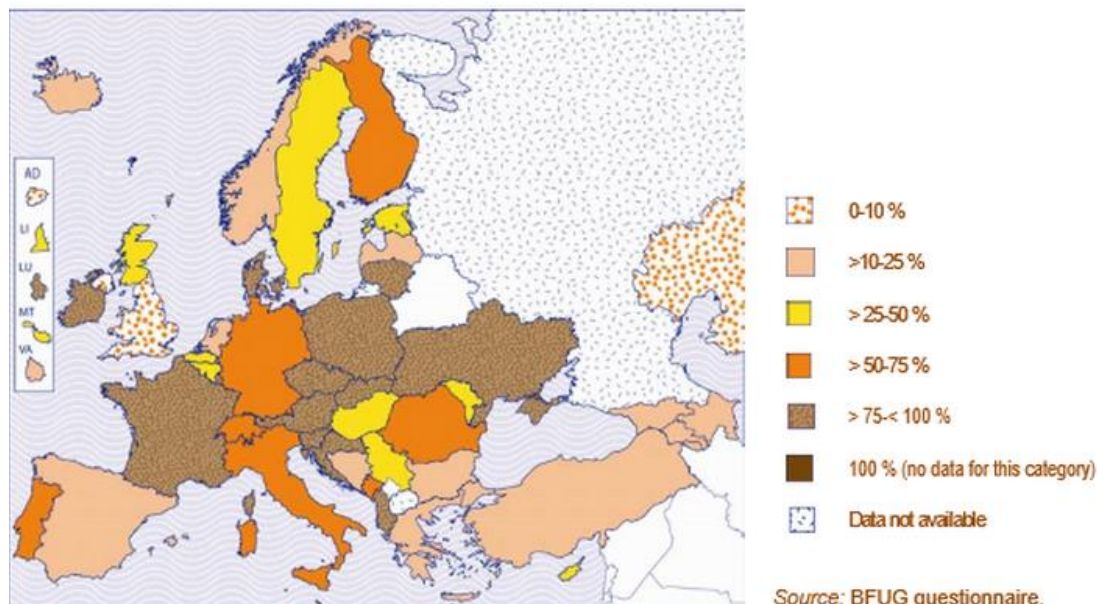 AD
LI
LU
MT
VA
0-10 %
>10-25 %
> 25-50 %
> 50-75 %
> 75-< 100 %
100 % (no data for this category)
Data not available
Source: BFUG questionnaire.